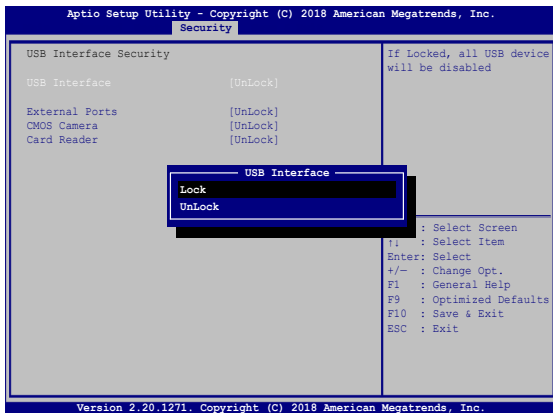 Aptio Setup Utility - Copyright (C) 2018 American Megatrends, Inc.
Security
USB Interface Security
USB Interface [UnLock]
External Ports [UnLock]
CMOS Camera [UnLock]
Card Reader [UnLock]
If Locked, all USB device
will be disabled
USB Interface
Lock
UnLock
: Select Screen
↑↓ : Select Item
Enter: Select
+/— : Change Opt.
F1 : General Help
F9 : Optimized Defaults
F10 : Save & Exit
ESC : Exit
Version 2.20.1271. Copyright (C) 2018 American Megatrends, Inc.